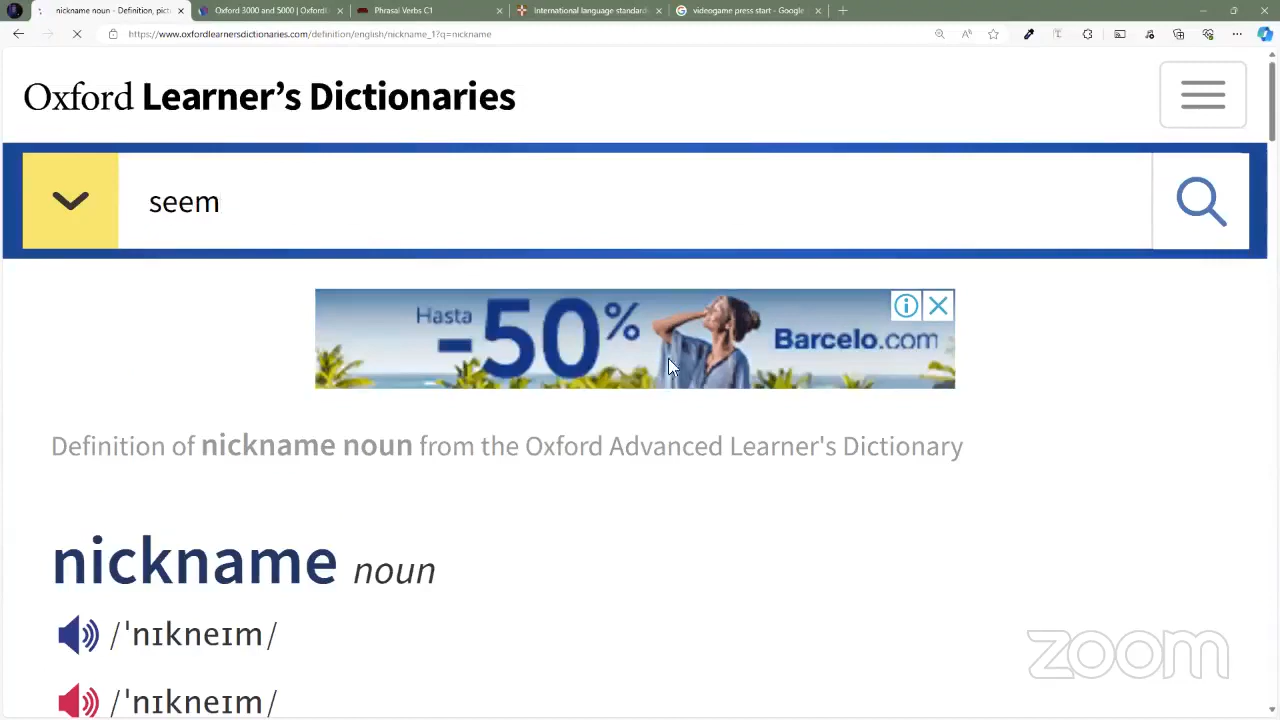 nickname noun - Definition, pict
Oxford 3000 and 5000 | Oxford
Phrasal Verbs C1
International language standard
videogame press start - Google
https://www.oxfordlearnersdictionaries.com/definition/english/nickname_1?q=nickname
Oxford Learner's Dictionaries
seem
Hasta
-50%
Barcelo.com
Definition of nickname noun from the Oxford Advanced Learner's Dictionary
nickname noun
/ˈnɪkneɪm/
/ˈnɪkneɪm/
zoom